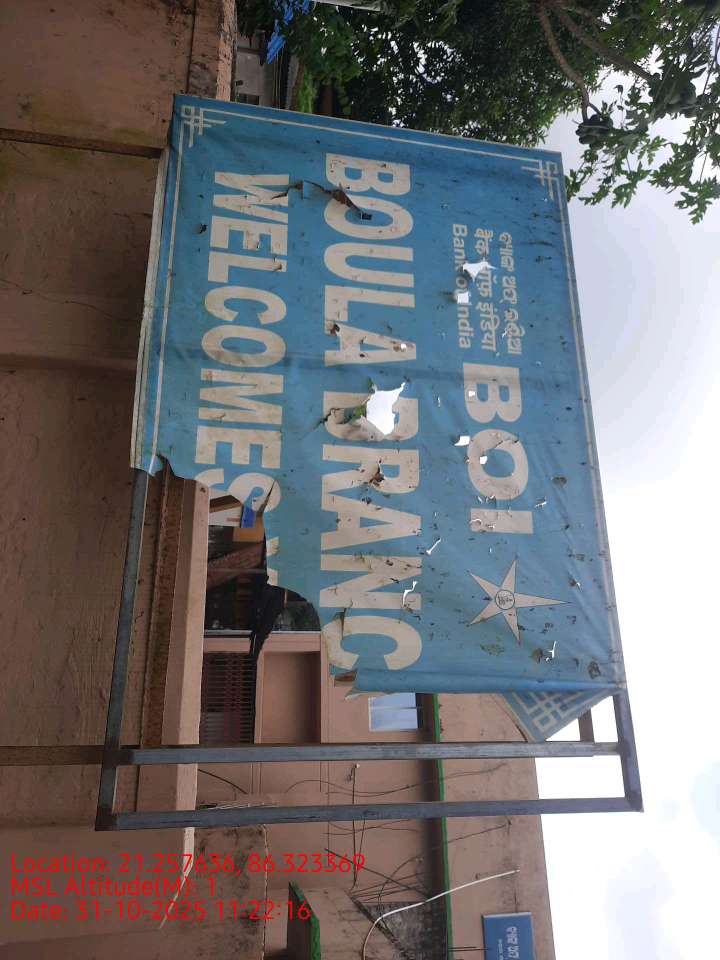 ବ୍ୟାଙ୍କ ଅଫ୍ ଇଣ୍ଡିଆ
बैंक ऑफ़ इंडिया
Bank of India
BOI
BOULA BRANC
WELCOMES
Location: 21.257636, 86.323369
MSL Altitude(M): 1
Date: 31-10-2025 11:22:16